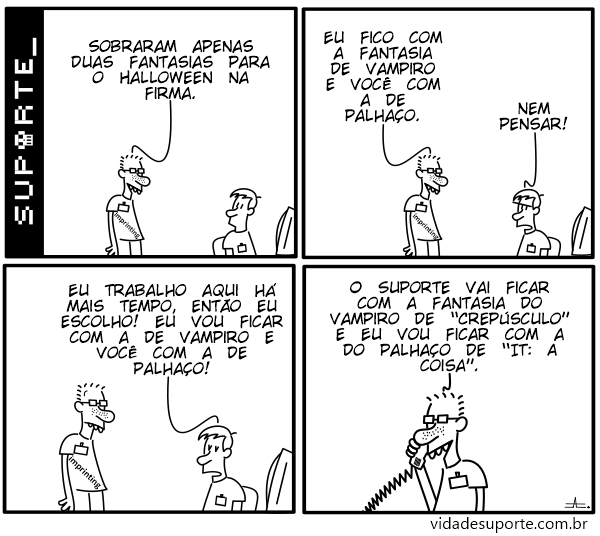 SUPORTE_
SOBRARAM APENAS
DUAS FANTASIAS PARA
O HALLOWEEN NA
FIRMA.
imprinting
EU FICO COM
A FANTASIA
DE VAMPIRO
E VOCÊ COM
A DE
PALHAÇO.
NEM
PENSAR!
imprinting
EU TRABALHO AQUI HÁ
MAIS TEMPO, ENTÃO EU
ESCOLHO! EU VOU FICAR
COM A DE VAMPIRO E
VOCÊ COM A DE
PALHAÇO!
imprinting
O SUPORTE VAI FICAR
COM A FANTASIA DO
VAMPIRO DE "CREPÚSCULO"
E EU VOU FICAR COM A
DO PALHAÇO DE "IT: A
COISA".
vidadesuporte.com.br